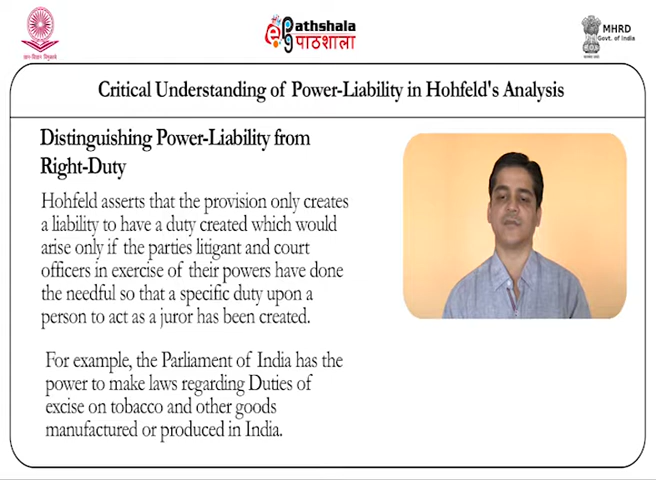 Pathshala
पाठशाला
MHRD
Govt. of India
Critical Understanding of Power-Liability in Hohfeld's Analysis
Distinguishing Power-Liability from
Right-Duty
Hohfeld asserts that the provision only creates
a liability to have a duty created which would
arise only if the parties litigant and court
officers in exercise of their powers have done
the needful so that a specific duty upon a
person to act as a juror has been created.
For example, the Parliament of India has the
power to make laws regarding Duties of
excise on tobacco and other goods
manufactured or produced in India.